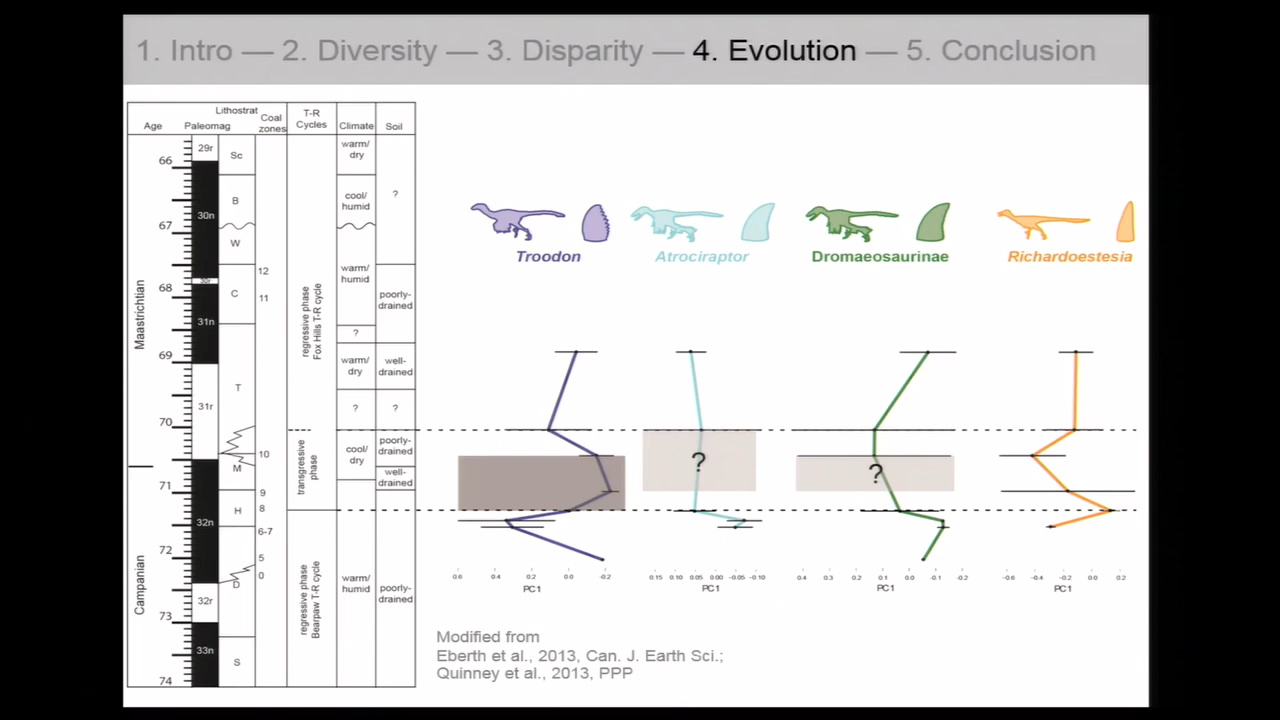 1. Intro — 2. Diversity — 3. Disparity — 4. Evolution — 5. Conclusion
Age
Paleomag
Lithostrat
Coal
zones
T-R
Cycles
Climate
Soil
Maastrichtian
Campanian
66
67
68
69
70
71
72
73
74
29r
30n
30r
31n
31r
32n
32r
33n
Sc
B
W
C
T
M
H
D
S
12
11
10
9
8
6-7
5
0
regressive phase
Fox Hills T-R cycle
transgressive
phase
regressive phase
Bearpaw T-R cycle
warm/
dry
cool/
humid
warm/
humid
?
warm/
dry
?
cool/
dry
warm/
humid
?
poorly-
drained
well-
drained
?
poorly-
drained
well-
drained
poorly-
drained
Troodon
Atrociraptor
Dromaeosaurinae
Richardoestesia
?
?
0.6 0.4 0.2 0.0 -0.2
PC1
0.15 0.10 0.05 0.00 -0.05 -0.10
PC1
0.4 0.3 0.2 0.1 0.0 -0.1 -0.2
PC1
-0.6 -0.4 -0.2 0.0 0.2
PC1
Modified from
Eberth et al., 2013, Can. J. Earth Sci.;
Quinney et al., 2013, PPP